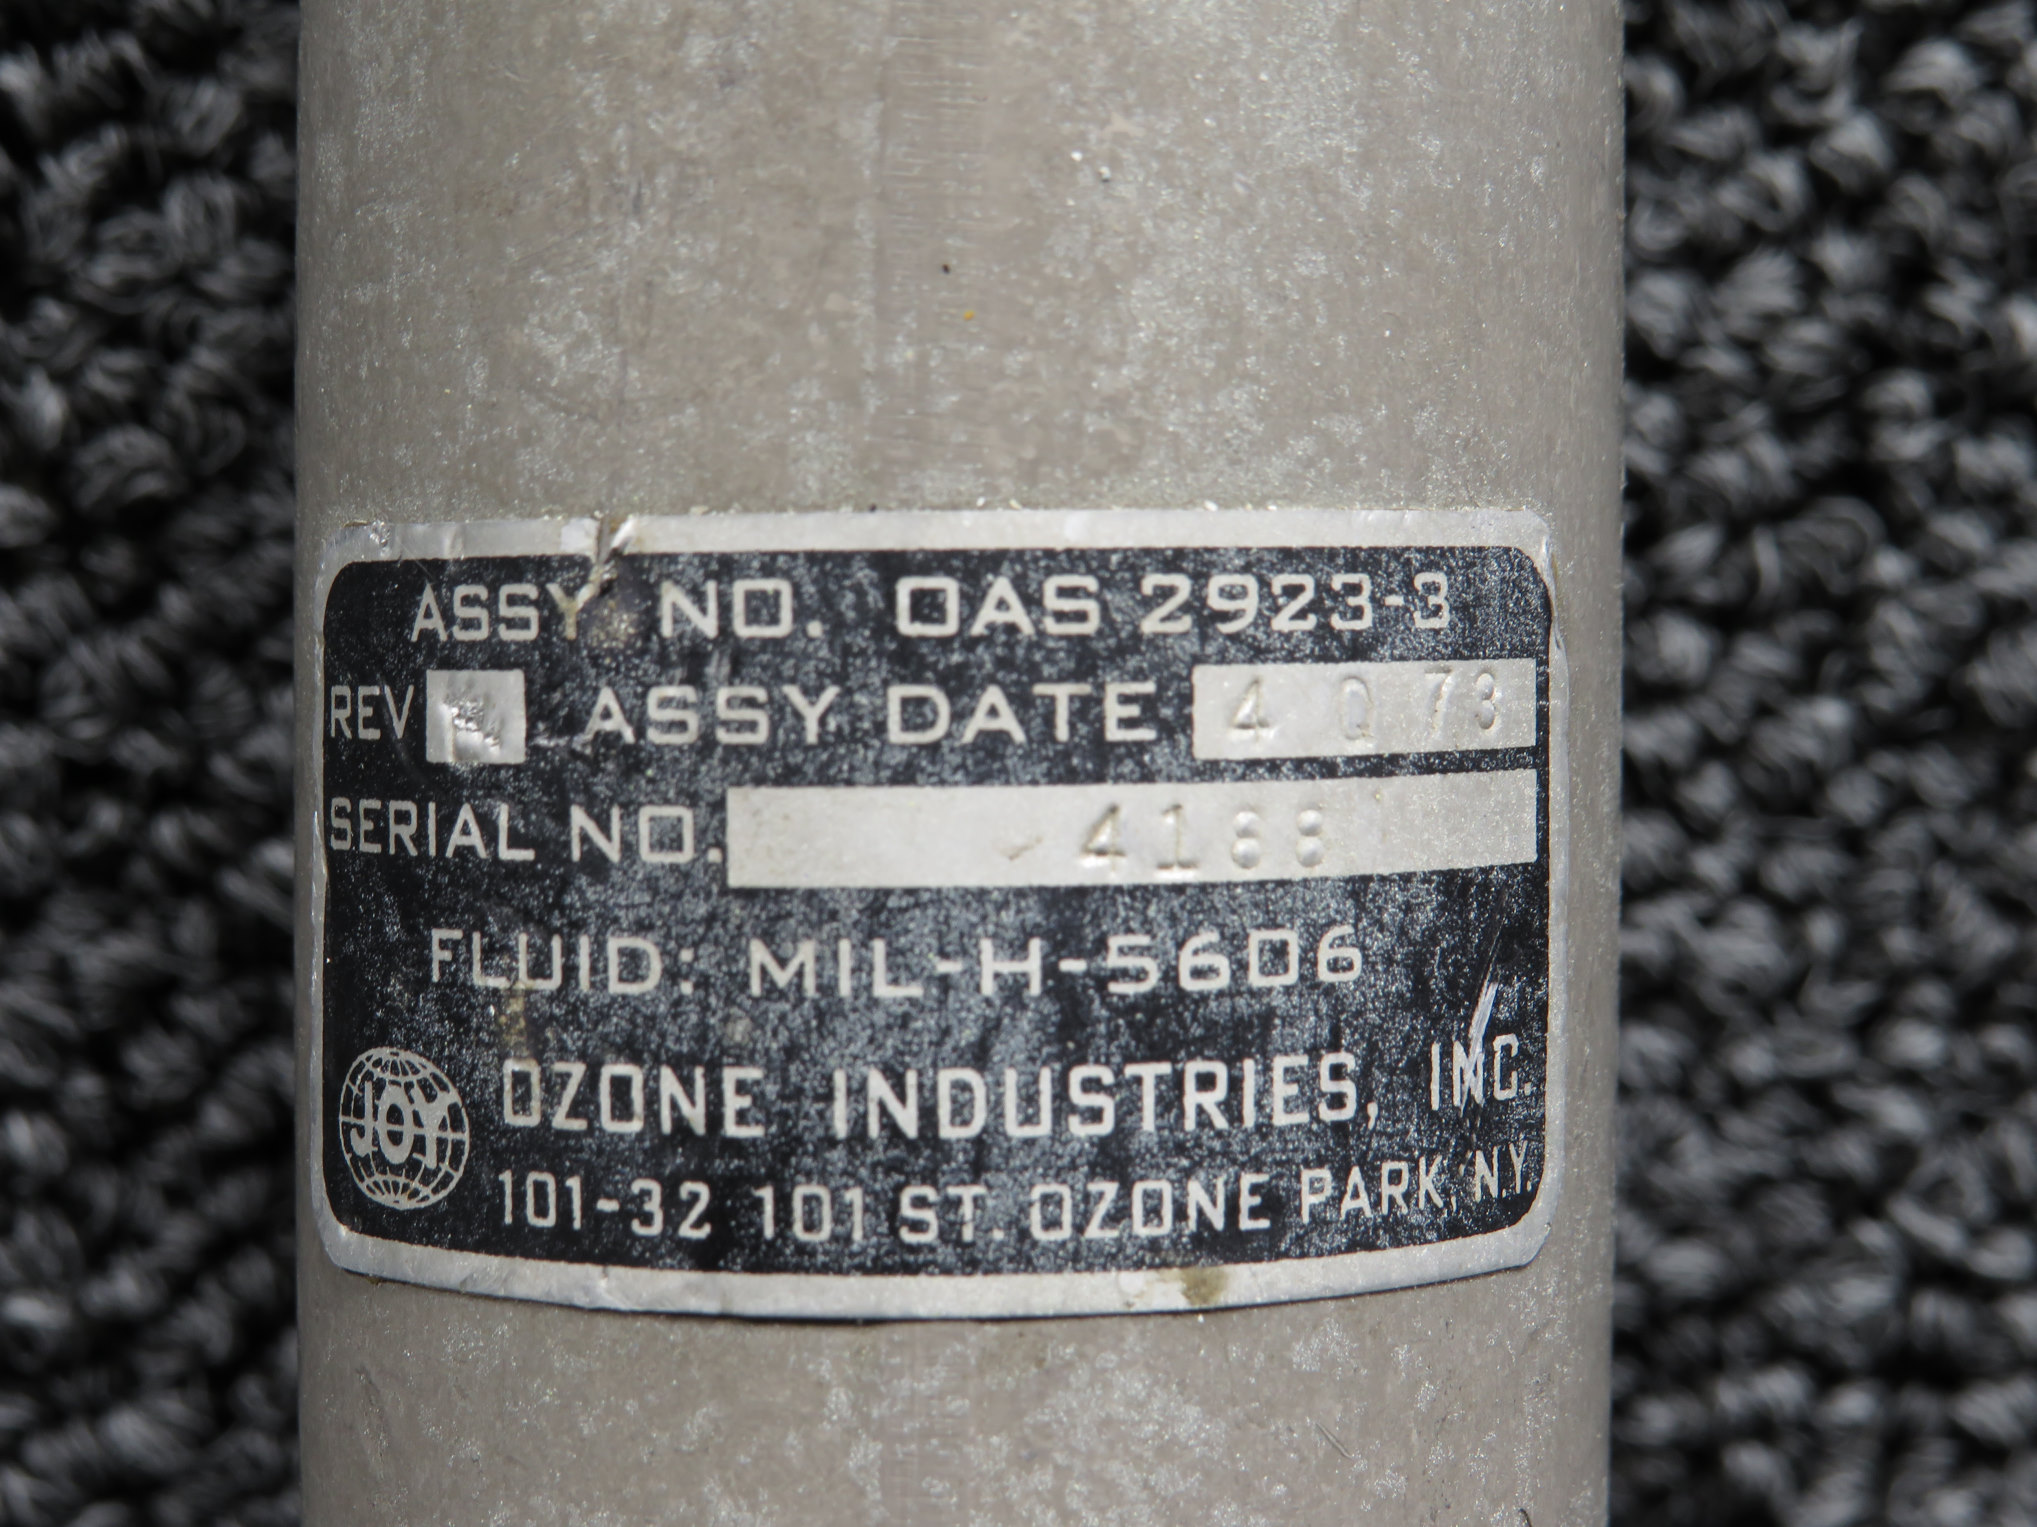 ASSY NO. OAS 2923-3
REV ASSY DATE 4 Q 73
SERIAL NO. 4188
FLUID: MIL-H-5606
JOY OZONE INDUSTRIES, INC.
101-32 101 ST. OZONE PARK, N.Y.